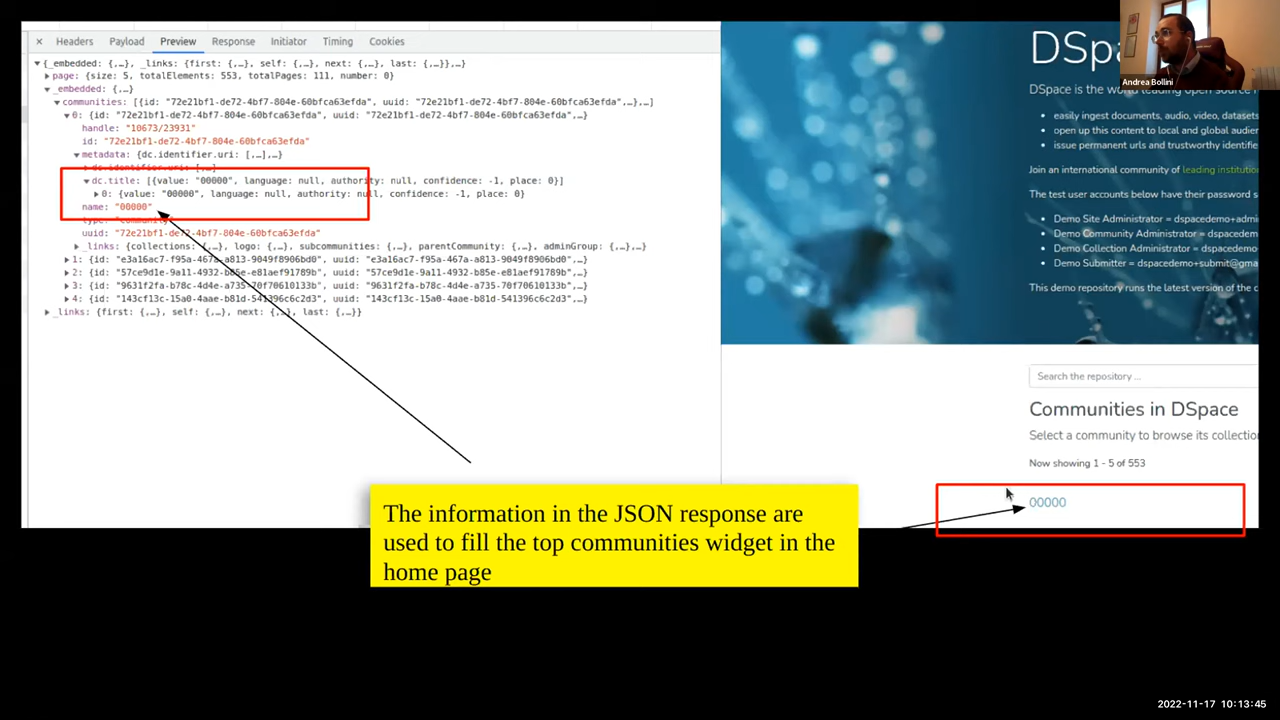 × Headers Payload Preview Response Initiator Timing Cookies
{_embedded: {,…}, _links: {first: {,…}, self: {,…}, next: {,…}, last: {,…}},…}
page: {size: 5, totalElements: 553, totalPages: 111, number: 0}
_embedded: {,…}
communities: [{id: "72e21bf1-de72-4bf7-804e-60bfca63efda", uuid: "72e21bf1-de72-4bf7-804e-60bfca63efda",…},…]
0: {id: "72e21bf1-de72-4bf7-804e-60bfca63efda", uuid: "72e21bf1-de72-4bf7-804e-60bfca63efda",…}
handle: "10673/23931"
id: "72e21bf1-de72-4bf7-804e-60bfca63efda"
metadata: {dc.identifier.uri: [,…],…}
dc.identifier.uri: [,…]
dc.title: [{value: "00000", language: null, authority: null, confidence: -1, place: 0}]
0: {value: "00000", language: null, authority: null, confidence: -1, place: 0}
name: "00000"
type: "community"
uuid: "72e21bf1-de72-4bf7-804e-60bfca63efda"
_links: {collections: {,…}, logo: {,…}, subcommunities: {,…}, parentCommunity: {,…}, adminGroup: {,…},…}
1: {id: "e3a16ac7-f95a-467a-a813-9049f8906bd0", uuid: "e3a16ac7-f95a-467a-a813-9049f8906bd0",…}
2: {id: "57ce9d1e-9a11-4932-b85e-e81aef91789b", uuid: "57ce9d1e-9a11-4932-b85e-e81aef91789b",…}
3: {id: "9631f2fa-b78c-4d4e-a735-70f70610133b", uuid: "9631f2fa-b78c-4d4e-a735-70f70610133b",…}
4: {id: "143cf13c-15a0-4aae-b81d-541396c6c2d3", uuid: "143cf13c-15a0-4aae-b81d-541396c6c2d3",…}
_links: {first: {,…}, self: {,…}, next: {,…}, last: {,…}}
DSpa
Andrea Bollini
DSpace is the world leading open source r
easily ingest documents, audio, video, datasets
open up this content to local and global audier
issue permanent urls and trustworthy identifie
Join an international community of leading institution
The test user accounts below have their password s
Demo Site Administrator = dspacedemo+admi
Demo Community Administrator = dspacedemo
Demo Collection Administrator = dspacedemo-
Demo Submitter = dspacedemo+submit@gma
This demo repository runs the latest version of the c
Search the repository ...
Communities in DSpace
Select a community to browse its collectio
Now showing 1 - 5 of 553
00000
The information in the JSON response are
used to fill the top communities widget in the
home page
2022-11-17 10:13:45